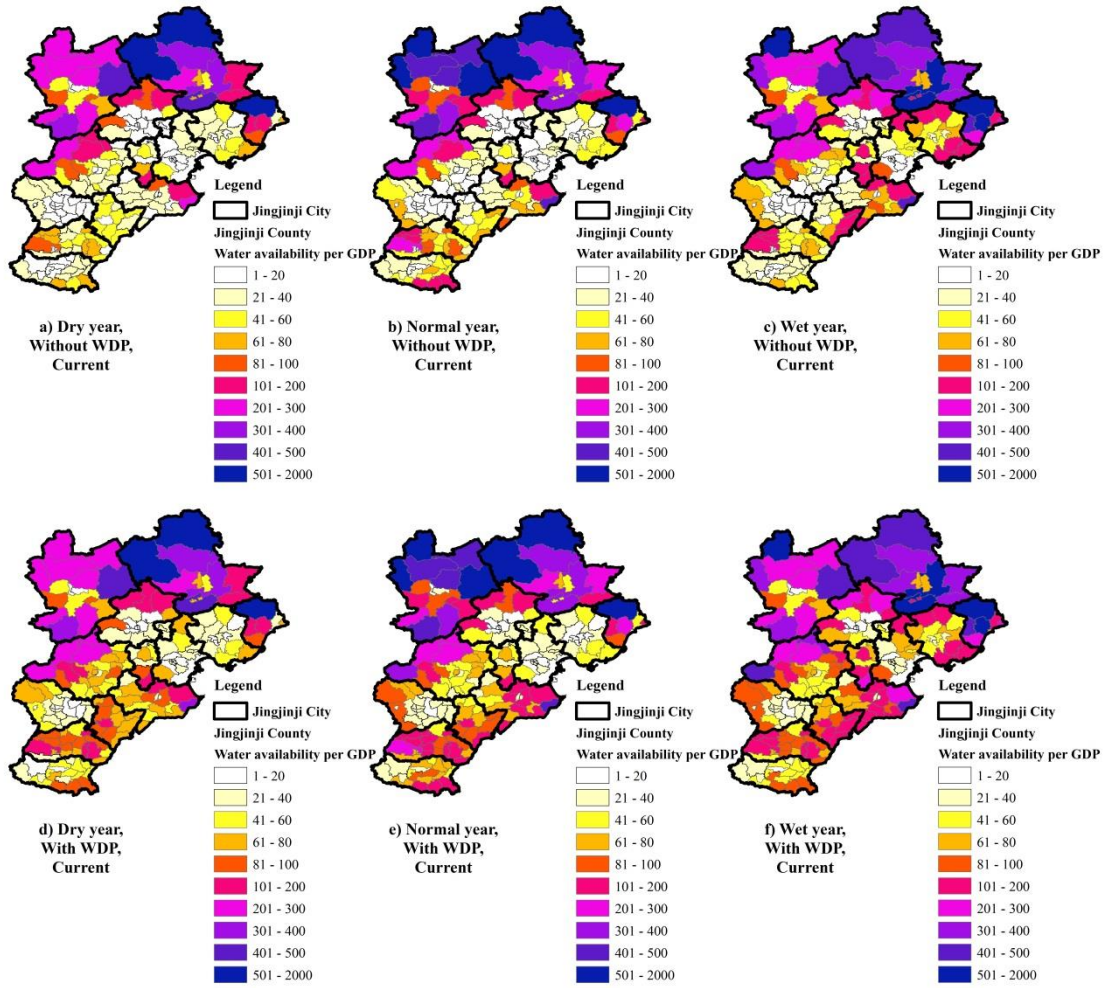 Legend
Jingjinji City
Jingjinji County
Water availability per GDP
1 - 20
21 - 40
41 - 60
61 - 80
81 - 100
101 - 200
201 - 300
301 - 400
401 - 500
501 - 2000
a) Dry year,
Without WDP,
Current
Legend
Jingjinji City
Jingjinji County
Water availability per GDP
1 - 20
21 - 40
41 - 60
61 - 80
81 - 100
101 - 200
201 - 300
301 - 400
401 - 500
501 - 2000
b) Normal year,
Without WDP,
Current
Legend
Jingjinji City
Jingjinji County
Water availability per GDP
1 - 20
21 - 40
41 - 60
61 - 80
81 - 100
101 - 200
201 - 300
301 - 400
401 - 500
501 - 2000
c) Wet year,
Without WDP,
Current
Legend
Jingjinji City
Jingjinji County
Water availability per GDP
1 - 20
21 - 40
41 - 60
61 - 80
81 - 100
101 - 200
201 - 300
301 - 400
401 - 500
501 - 2000
d) Dry year,
With WDP,
Current
Legend
Jingjinji City
Jingjinji County
Water availability per GDP
1 - 20
21 - 40
41 - 60
61 - 80
81 - 100
101 - 200
201 - 300
301 - 400
401 - 500
501 - 2000
e) Normal year,
With WDP,
Current
Legend
Jingjinji City
Jingjinji County
Water availability per GDP
1 - 20
21 - 40
41 - 60
61 - 80
81 - 100
101 - 200
201 - 300
301 - 400
401 - 500
501 - 2000
f) Wet year,
With WDP,
Current